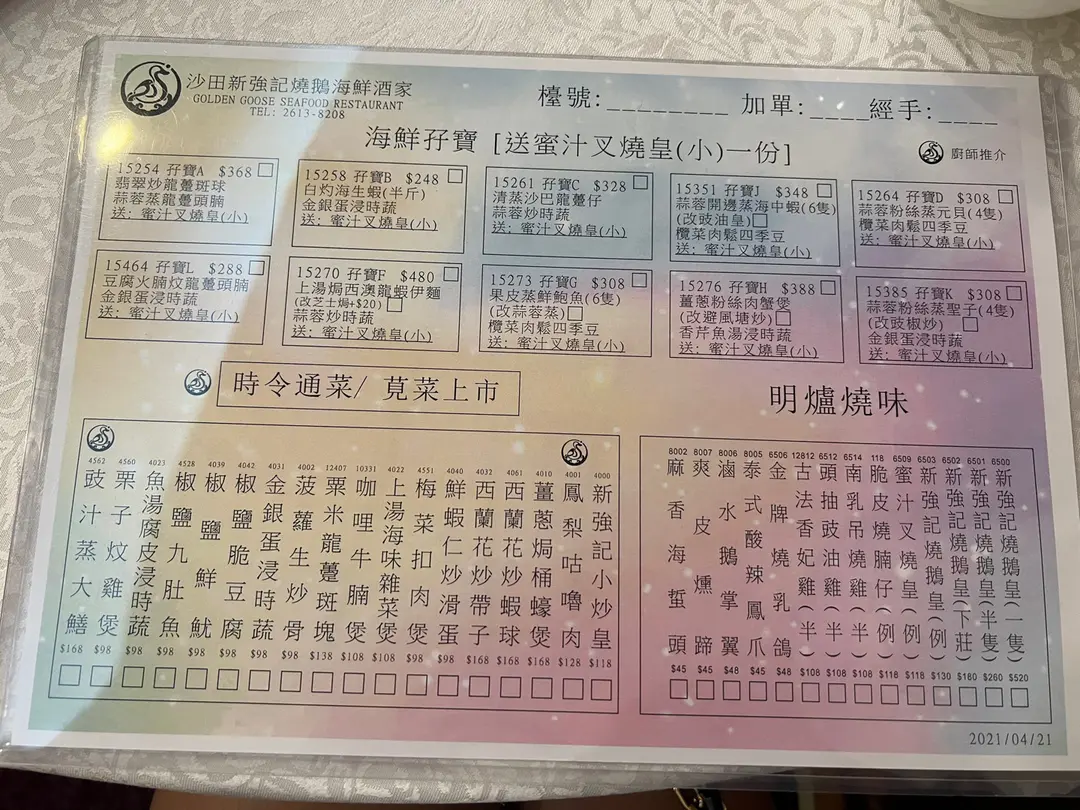 沙田新強記燒鵝海鮮酒家
GOLDEN GOOSE SEAFOOD RESTAURANT
TEL: 2613-8208
檯號:_________ 加單:____經手:____
海鮮孖寶 [送蜜汁叉燒皇(小)一份]
廚師推介
15254 孖寶A $368
翡翠炒龍躉斑球
蒜蓉蒸龍躉頭腩
送: 蜜汁叉燒皇(小)
15258 孖寶B $248
白灼海生蝦(半斤)
金銀蛋浸時蔬
送: 蜜汁叉燒皇(小)
15261 孖寶C $328
清蒸沙巴龍躉仔
蒜蓉炒時蔬
送: 蜜汁叉燒皇(小)
15351 孖寶J $348
蒜蓉開邊蒸海中蝦(6隻)
(改豉油皇)
欖菜肉鬆四季豆
送: 蜜汁叉燒皇(小)
15264 孖寶D $308
蒜蓉粉絲蒸元貝(4隻)
欖菜肉鬆四季豆
送: 蜜汁叉燒皇(小)
15464 孖寶L $288
豆腐火腩炆龍躉頭腩
金銀蛋浸時蔬
送: 蜜汁叉燒皇(小)
15270 孖寶F $480
上湯焗西澳龍蝦伊麵
(改芝士焗+$20)
蒜蓉炒時蔬
送: 蜜汁叉燒皇(小)
15273 孖寶G $308
果皮蒸鮮鮑魚(6隻)
(改蒜蓉蒸)
欖菜肉鬆四季豆
送: 蜜汁叉燒皇(小)
15276 孖寶H $388
薑蔥粉絲肉蟹煲
(改避風塘炒)
香芹魚湯浸時蔬
送: 蜜汁叉燒皇(小)
15385 孖寶K $308
蒜蓉粉絲蒸聖子(4隻)
(改豉椒炒)
金銀蛋浸時蔬
送: 蜜汁叉燒皇(小)
時令通菜/ 莧菜上市
明爐燒味
4562 豉汁蒸大鱔 $168
4560 栗子炆雞煲 $98
4023 魚湯腐皮浸時蔬 $98
4528 椒鹽九肚魚 $98
4039 椒鹽鮮魷 $98
4042 椒鹽脆豆腐 $98
4031 金銀蛋浸時蔬 $98
4002 菠蘿生炒骨 $98
12407 粟米龍躉斑塊 $138
10331 咖哩牛腩煲 $108
4022 上湯海味雜菜煲 $108
4551 梅菜扣肉煲 $98
4009 鮮蝦仁炒滑蛋 $98
4032 西蘭花炒帶子 $168
4061 西蘭花炒蝦球 $168
4010 薑蔥焗桶蠔煲 $168
4001 鳳梨咕嚕肉 $128
4000 新強記小炒皇 $118
8002 麻香海蜇頭 $45
8007 爽皮燻蹄 $45
8006 滷水鵝掌翼 $48
8005 泰式酸辣鳳爪 $45
6506 金牌燒乳鴿 $48
12812 古法香妃雞(半) $108
6512 頭抽豉油雞(半) $108
6514 南乳吊燒雞(半) $108
118 脆皮燒腩仔(例) $118
6509 蜜汁叉燒皇(例) $118
6503 新強記燒鵝皇(例) $130
6502 新強記燒鵝皇(下莊) $160
6501 新強記燒鵝皇(半隻) $260
6500 新強記燒鵝皇(一隻) $520
2021/04/21